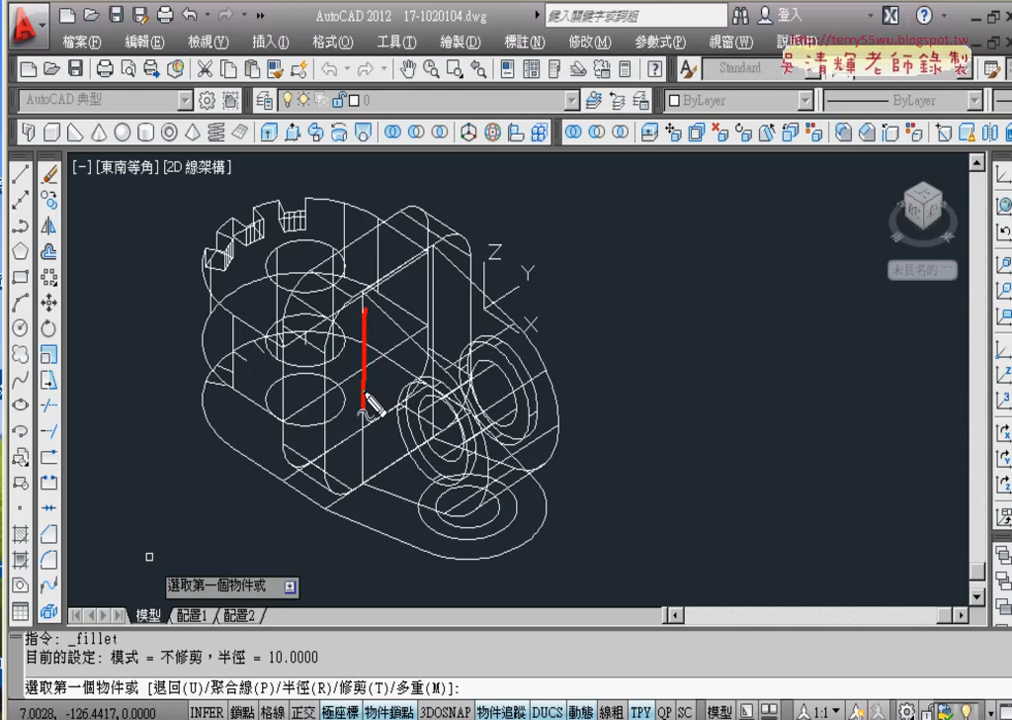 AutoCAD 2012 17-1020104.dwg
鍵入關鍵字或詞組
登入
檔案(F) 編輯(E) 檢視(V) 插入(I) 格式(O) 工具(T) 繪製(D) 標註(N) 修改(M) 參數式(P) 視窗(W)
http://terry55wu.blogspot.tw
吳清輝老師錄製
Standard
AutoCAD 典型
0
ByLayer
ByLayer
[−] [東南等角] [2D 線架構]
Z
Y
X
未具名的
選取第一個物件或
模型 配置1 配置2
指令: _fillet
目前的設定: 模式 = 不修剪，半徑 = 10.0000
選取第一個物件或 [退回(U)/聚合線(P)/半徑(R)/修剪(T)/多重(M)]:
7.0028, -126.4417, 0.0000 INFER 鎖點 格線 正交 極座標 物件鎖點 3DOSNAP 物件追蹤 DUCS 動態 線粗 TPY QP SC 模型 1:1